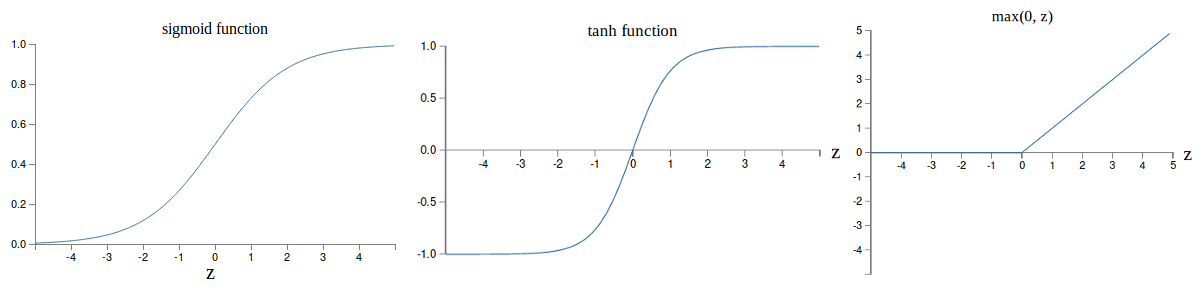 sigmoid function
1.0
0.8
0.6
0.4
0.2
0.0
-4 -3 -2 -1 0 1 2 3 4
z
tanh function
1.0
0.5
0.0
-0.5
-1.0
-4 -3 -2 -1 0 1 2 3 4
z
max(0, z)
5
4
3
2
1
0
-1
-2
-3
-4
-4 -3 -2 -1 0 1 2 3 4 5
z